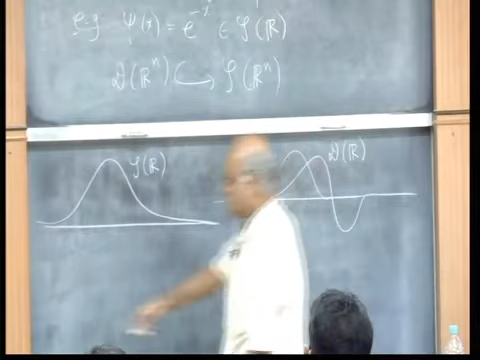 e.g ψ(x) = e^{-x²} ∈ 𝒮(ℝ)
𝒟(ℝⁿ) ↪ 𝒮(ℝⁿ)
𝒮(ℝ)
𝒟(ℝ)